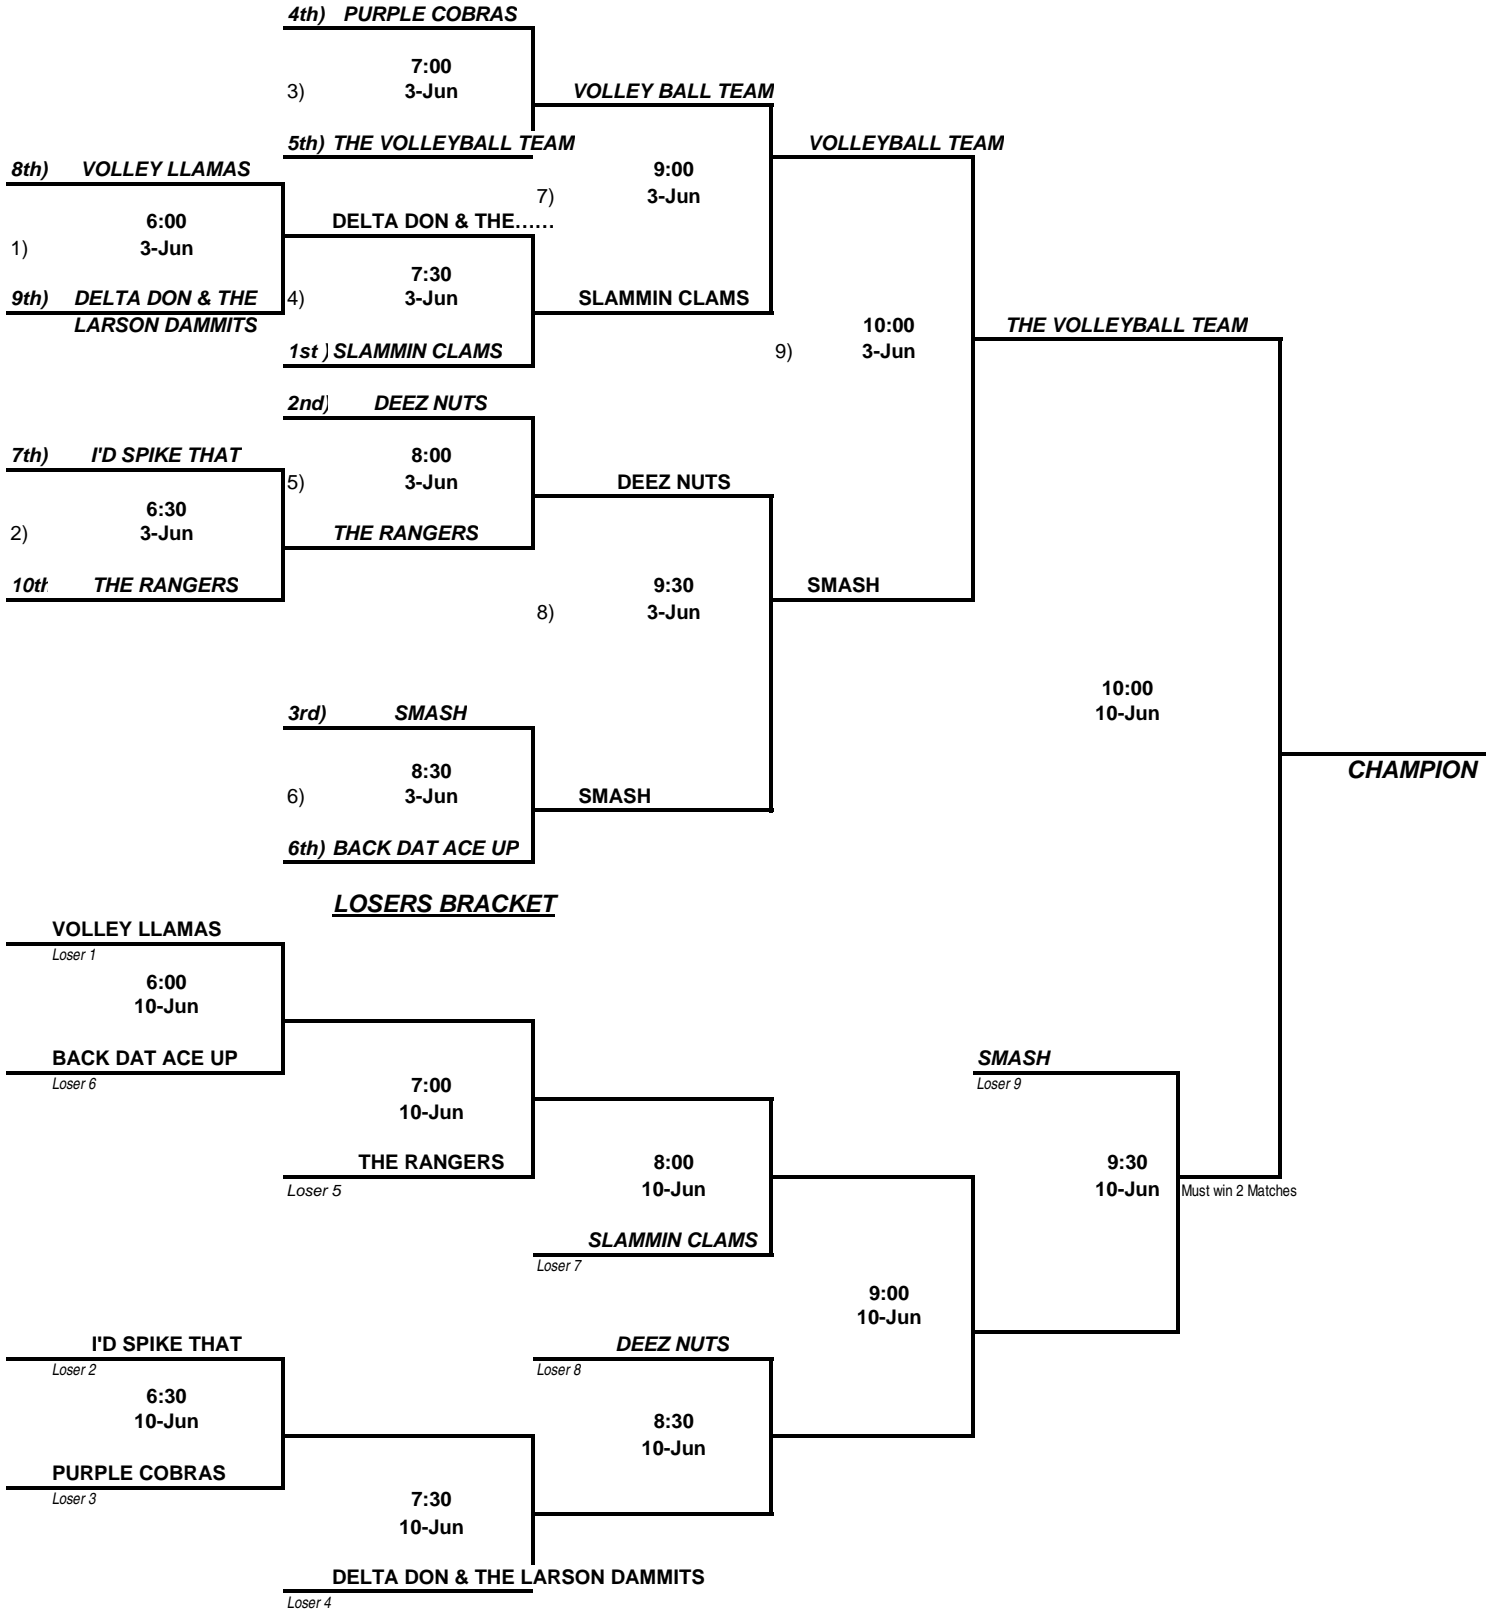 4th) PURPLE COBRAS
7:00
3) 3-Jun
VOLLEY BALL TEAM
5th) THE VOLLEYBALL TEAM
VOLLEYBALL TEAM
8th) VOLLEY LLAMAS
9:00
7) 3-Jun
6:00
1) 3-Jun
DELTA DON & THE......
7:30
4) 3-Jun
9th) DELTA DON & THE
LARSON DAMMITS
SLAMMIN CLAMS
1st ) SLAMMIN CLAMS
10:00
9) 3-Jun
THE VOLLEYBALL TEAM
2nd) DEEZ NUTS
7th) I'D SPIKE THAT
8:00
5) 3-Jun
DEEZ NUTS
6:30
2) 3-Jun
THE RANGERS
10th THE RANGERS
9:30
8) 3-Jun
SMASH
10:00
10-Jun
3rd) SMASH
8:30
6) 3-Jun
SMASH
CHAMPION
6th) BACK DAT ACE UP
LOSERS BRACKET
VOLLEY LLAMAS
Loser 1
6:00
10-Jun
BACK DAT ACE UP
Loser 6
SMASH
Loser 9
7:00
10-Jun
THE RANGERS
Loser 5
8:00
10-Jun
9:30
10-Jun
Must win 2 Matches
SLAMMIN CLAMS
Loser 7
9:00
10-Jun
I'D SPIKE THAT
Loser 2
DEEZ NUTS
Loser 8
6:30
10-Jun
8:30
10-Jun
PURPLE COBRAS
Loser 3
7:30
10-Jun
DELTA DON & THE LARSON DAMMITS
Loser 4